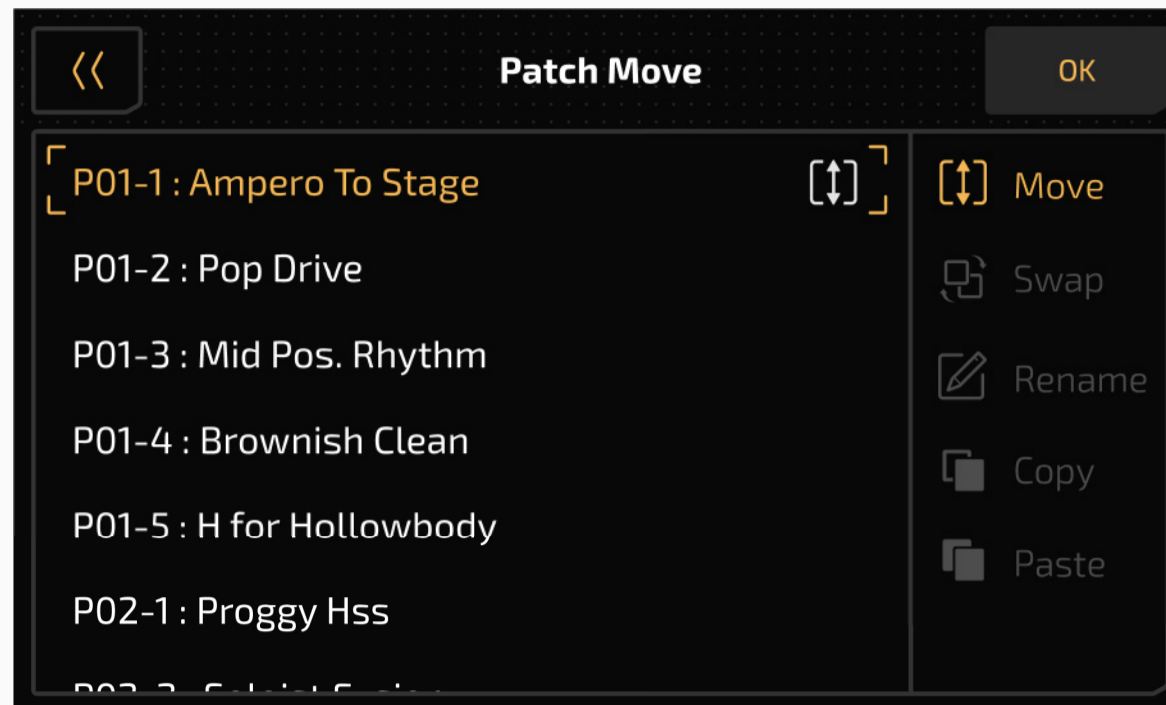 Patch Move
OK
P01-1 : Ampero To Stage
P01-2 : Pop Drive
P01-3 : Mid Pos. Rhythm
P01-4 : Brownish Clean
P01-5 : H for Hollowbody
P02-1 : Proggy Hss
Move
Swap
Rename
Copy
Paste